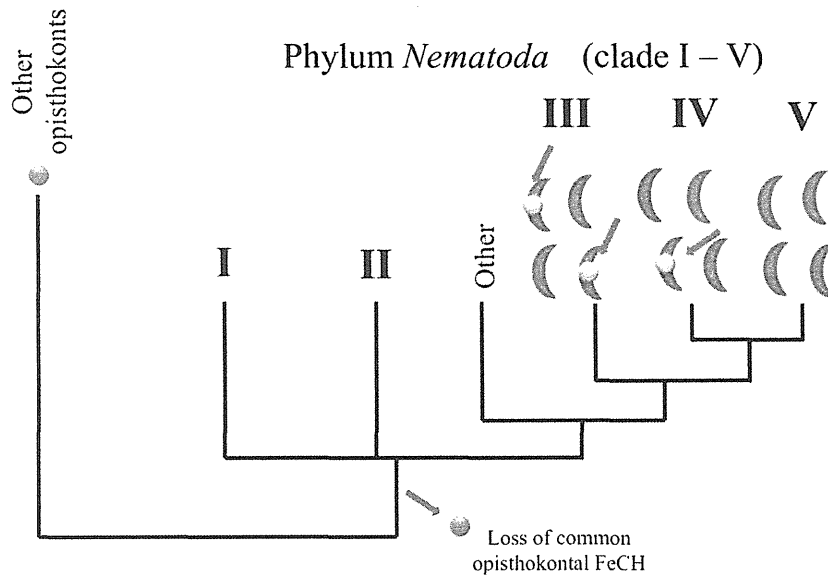 Other
opisthokonts
Phylum Nematoda (clade I – V)
III
IV
V
I
II
Other
Loss of common
opisthokontal FeCH